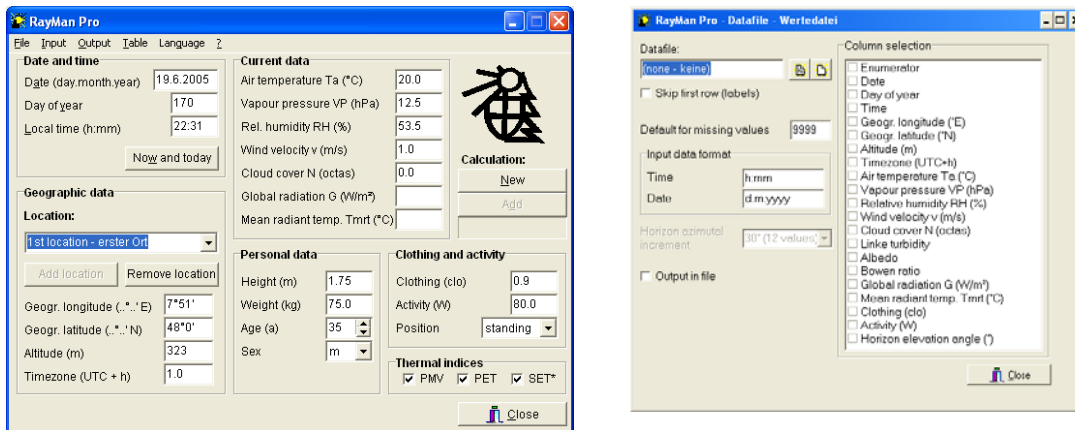 RayMan Pro
File Input Output Table Language ?
Date and time
Date (day.month.year) 19.6.2005
Day of year 170
Local time (h:mm) 22:31
Now and today
Geographic data
Location:
1st location - erster Ort
Add location Remove location
Geogr. longitude (..°..'E) 7°51'
Geogr. latitude (..°..'N) 48°0'
Altitude (m) 323
Timezone (UTC + h) 1.0
Current data
Air temperature Ta (°C) 20.0
Vapour pressure VP (hPa) 12.5
Rel. humidity RH (%) 53.5
Wind velocity v (m/s) 1.0
Cloud cover N (octas) 0.0
Global radiation G (W/m²)
Mean radiant temp. Tmrt (°C)
Calculation:
New
Add
Personal data
Height (m) 1.75
Weight (kg) 75.0
Age (a) 35
Sex m
Clothing and activity
Clothing (clo) 0.9
Activity (W) 80.0
Position standing
Thermal indices
PMV PET SET*
Close
RayMan Pro - Datafile - Wertedatei
Datafile:
(none - keine)
Skip first row (labels)
Default for missing values 9999
Input data format
Time h:mm
Date d.m.yyyy
Horizon azimutal
increment 30° (12 values)
Output in file
Column selection
Enumerator
Date
Day of year
Time
Geogr. longitude (°E)
Geogr. latitude (°N)
Altitude (m)
Timezone (UTC+h)
Air temperature Ta (°C)
Vapour pressure VP (hPa)
Relative humidity RH (%)
Wind velocity v (m/s)
Cloud cover N (octas)
Linke turbidity
Albedo
Bowen ratio
Global radiation G (W/m²)
Mean radiant temp. Tmrt (°C)
Clothing (clo)
Activity (W)
Horizon elevation angle (°)
Close